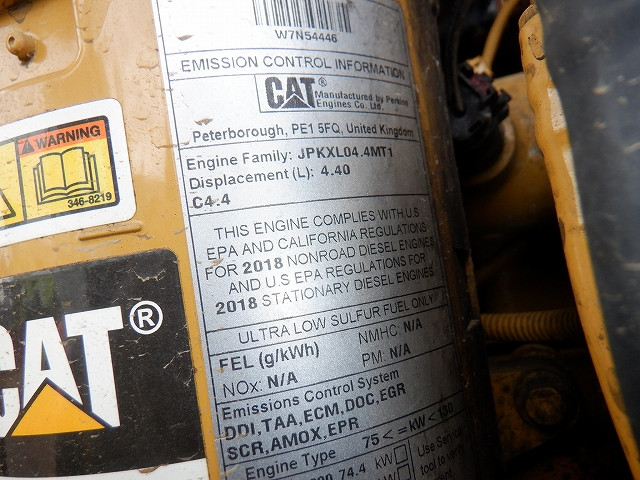 W7N54446
EMISSION CONTROL INFORMATION
CAT®
Manufactured by Perkins
Engines Co. Ltd.
Peterborough, PE1 5FQ, United Kingdom
Engine Family: JPKXL04.4MT1
Displacement (L): 4.40
C4.4
THIS ENGINE COMPLIES WITH U.S
EPA AND CALIFORNIA REGULATIONS
FOR 2018 NONROAD DIESEL ENGINES
AND U.S EPA REGULATIONS FOR
2018 STATIONARY DIESEL ENGINES
ULTRA LOW SULFUR FUEL ONLY
FEL (g/kWh) NMHC: N/A
NOx: N/A PM: N/A
Emissions Control System
DDI,TAA,ECM,DOC,EGR
SCR,AMOX,EPR
Engine Type 75<=kW<130
74.4 kW
kW
Use
tool to
WARNING
346-8219
CAT®